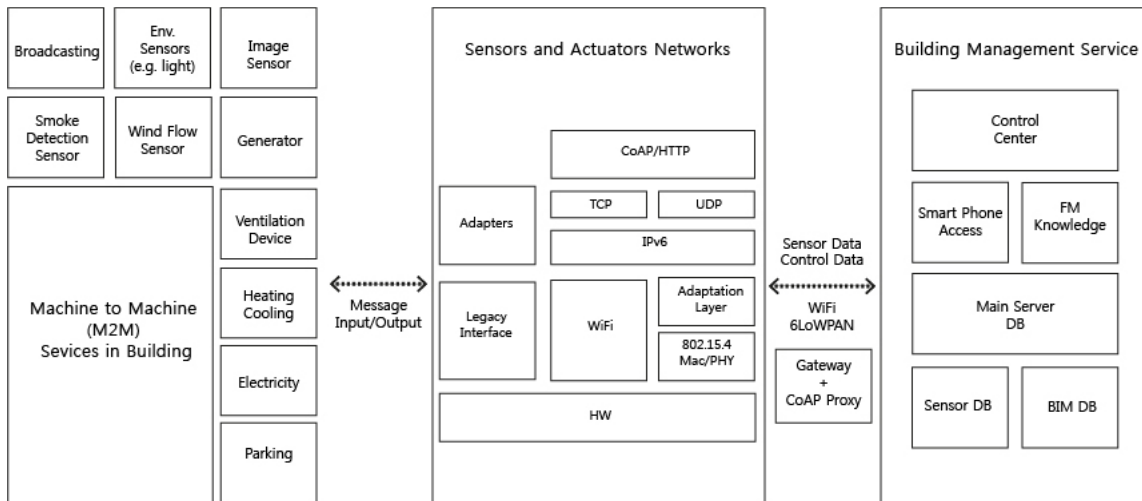 Broadcasting
Env.
Sensors
(e.g. light)
Image
Sensor
Smoke
Detection
Sensor
Wind Flow
Sensor
Generator
Machine to Machine
(M2M)
Sevices in Building
Ventilation
Device
Heating
Cooling
Electricity
Parking
Message
Input/Output
Sensors and Actuators Networks
CoAP/HTTP
Adapters
TCP
UDP
IPv6
Legacy
Interface
WiFi
Adaptation
Layer
802.15.4
Mac/PHY
HW
Sensor Data
Control Data
WiFi
6LoWPAN
Gateway
+
CoAP Proxy
Building Management Service
Control
Center
Smart Phone
Access
FM
Knowledge
Main Server
DB
Sensor DB
BIM DB